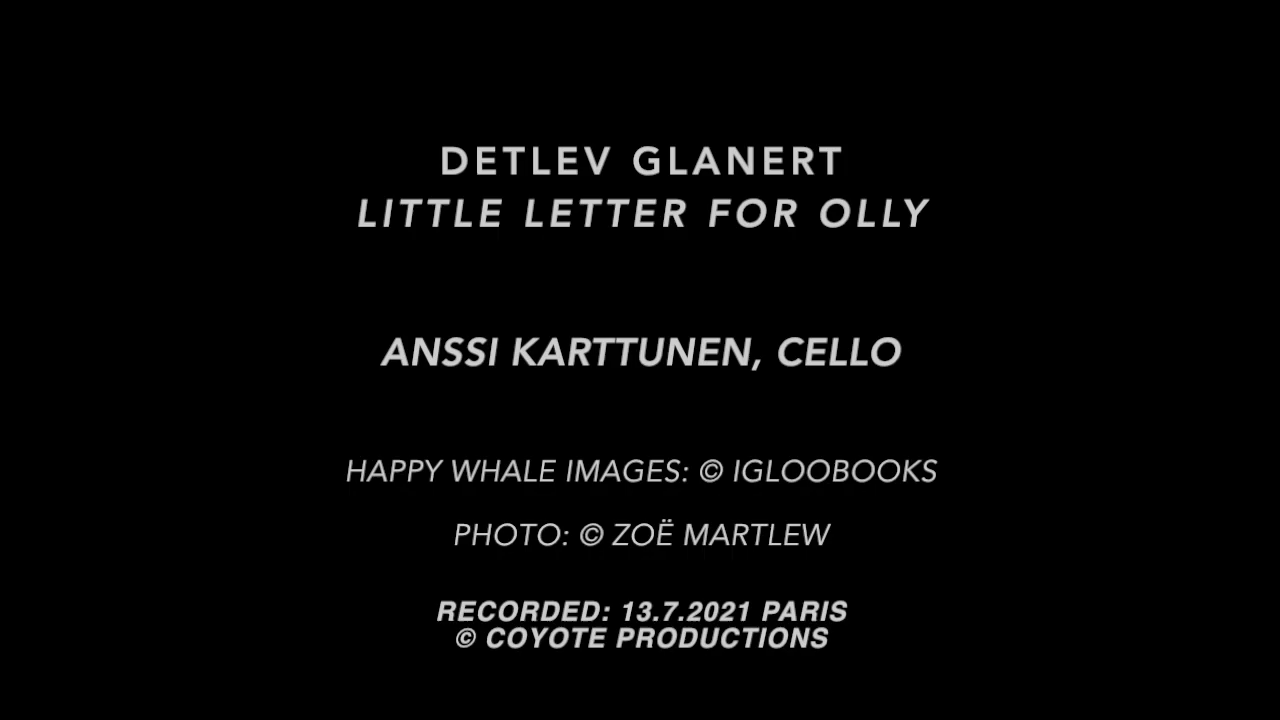 DETLEV GLANERT
LITTLE LETTER FOR OLLY
ANSSI KARTTUNEN, CELLO
HAPPY WHALE IMAGES: © IGLOOBOOKS
PHOTO: © ZOË MARTLEW
RECORDED: 13.7.2021 PARIS
© COYOTE PRODUCTIONS